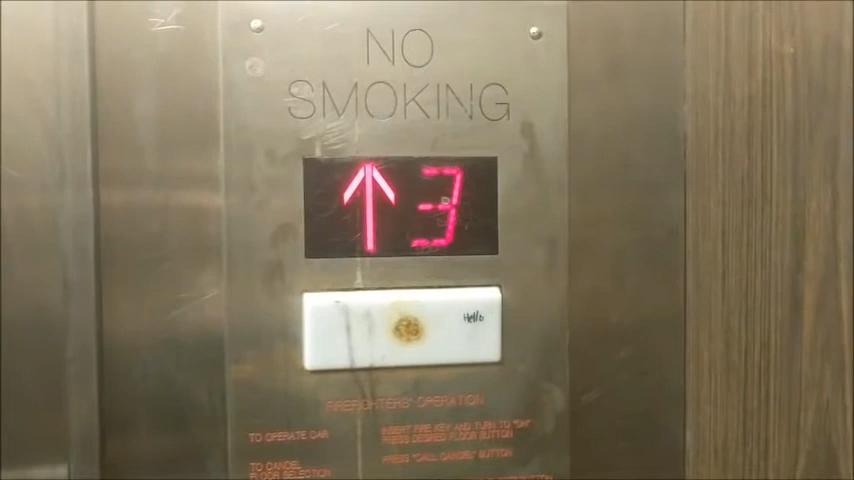 NO
SMOKING
↑ 3
Hello
FIREFIGHTERS' OPERATION
TO OPERATE CAR
INSERT FIRE KEY AND TURN TO "ON"
PRESS DESIRED FLOOR BUTTON
TO CANCEL
FLOOR SELECTION
PRESS "CALL CANCEL" BUTTON